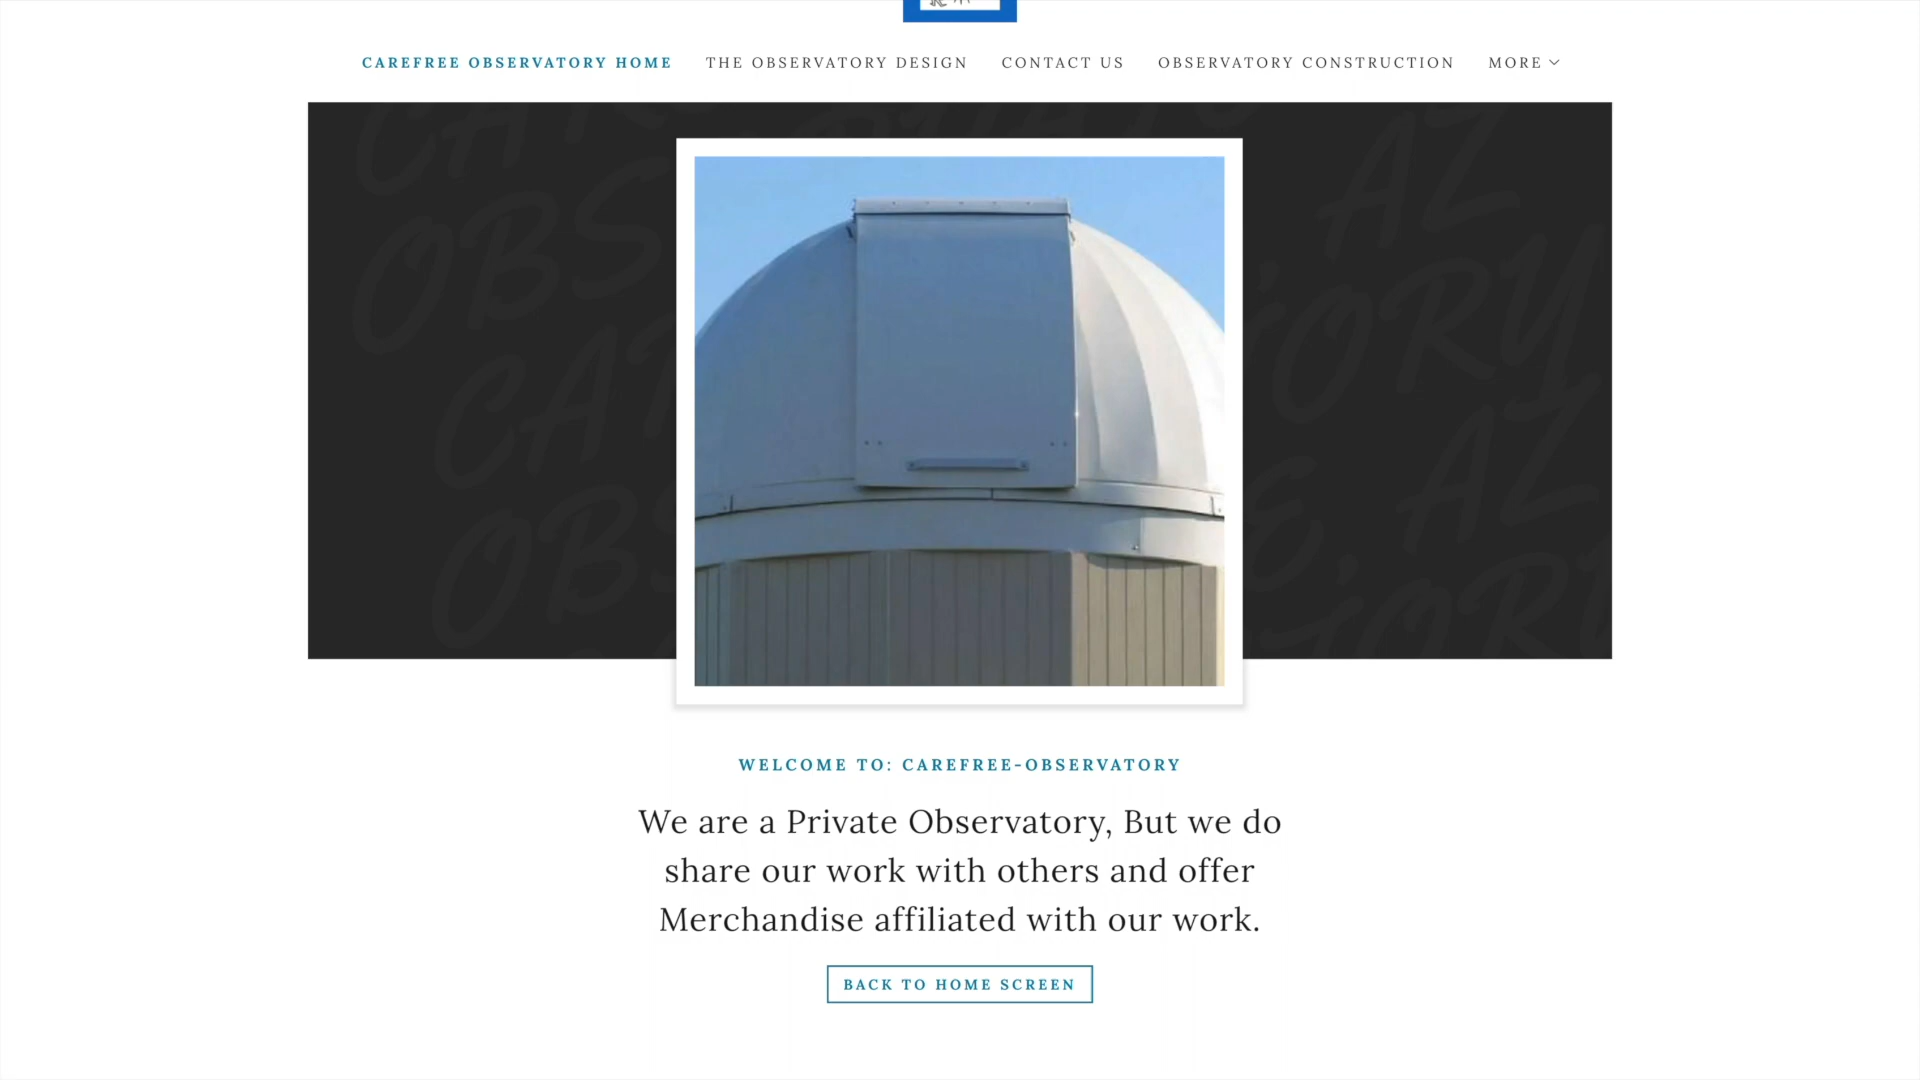 CAREFREE OBSERVATORY HOME THE OBSERVATORY DESIGN CONTACT US OBSERVATORY CONSTRUCTION MORE
WELCOME TO: CAREFREE-OBSERVATORY
We are a Private Observatory, But we do
share our work with others and offer
Merchandise affiliated with our work.
BACK TO HOME SCREEN